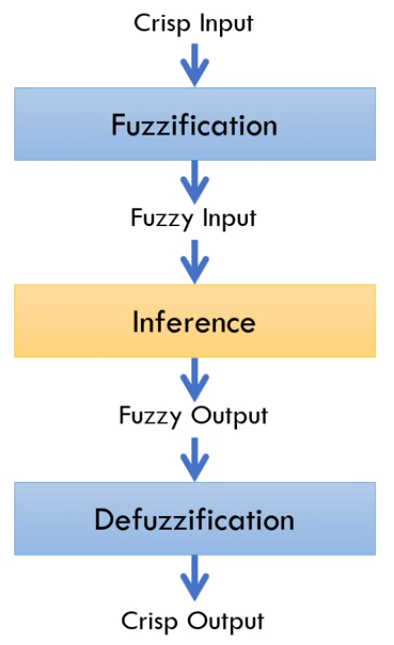 Crisp Input
Fuzzification
Fuzzy Input
Inference
Fuzzy Output
Defuzzification
Crisp Output